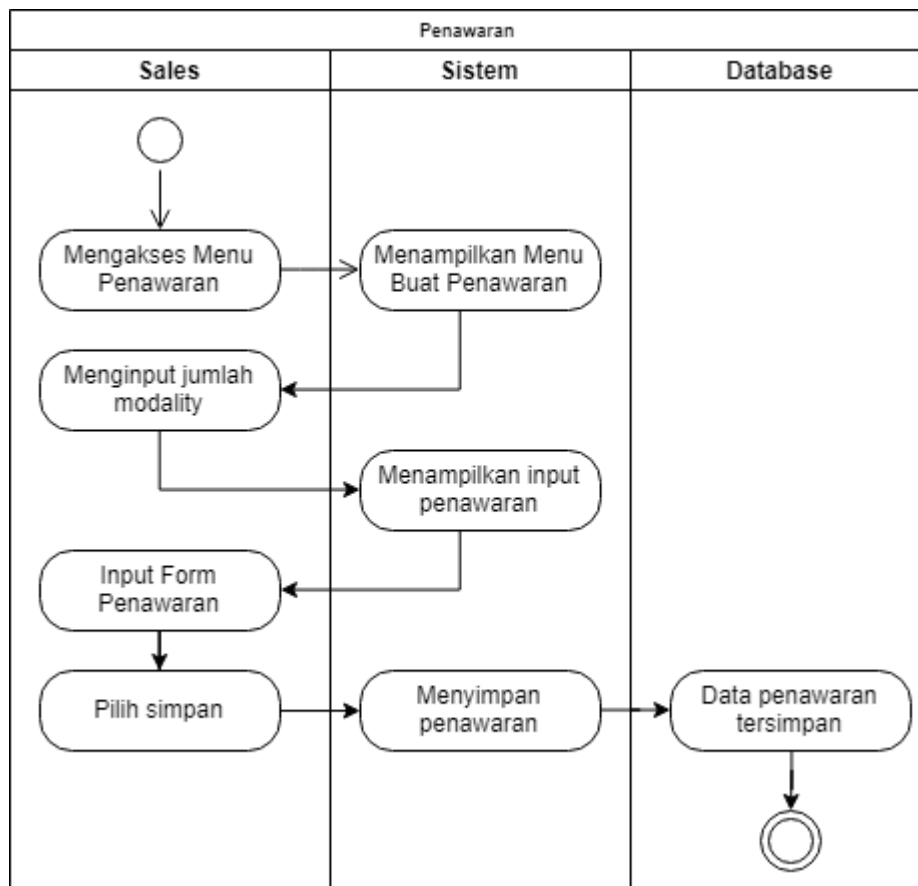 Penawaran
Sales
Sistem
Database
Mengakses Menu
Penawaran
Menampilkan Menu
Buat Penawaran
Menginput jumlah
modality
Menampilkan input
penawaran
Input Form
Penawaran
Pilih simpan
Menyimpan
penawaran
Data penawaran
tersimpan